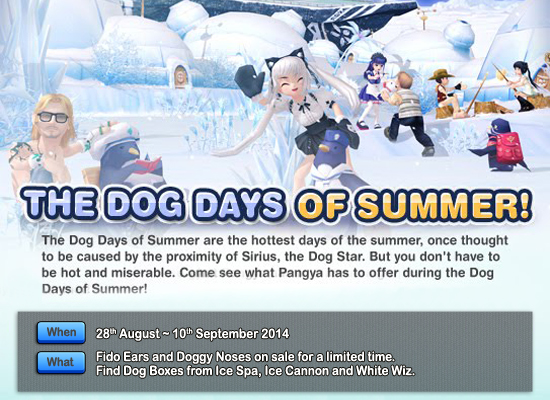 THE DOG DAYS OF SUMMER!
The Dog Days of Summer are the hottest days of the summer, once thought
to be caused by the proximity of Sirius, the Dog Star. But you don't have to
be hot and miserable. Come see what Pangya has to offer during the Dog
Days of Summer!
When 28th August ~ 10th September 2014
What Fido Ears and Doggy Noses on sale for a limited time.
Find Dog Boxes from Ice Spa, Ice Cannon and White Wiz.